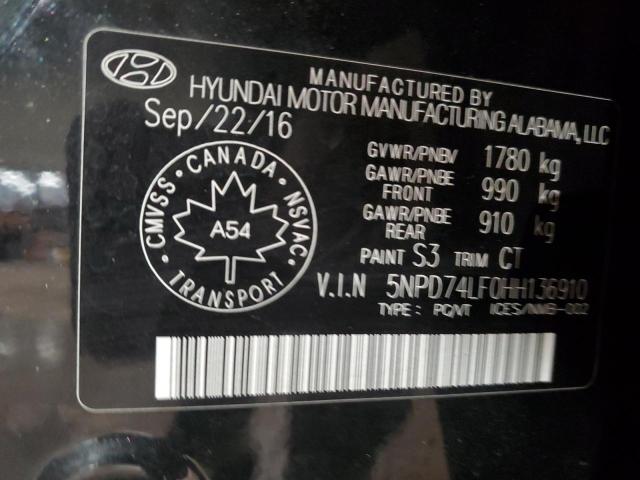 MANUFACTURED BY
HYUNDAI MOTOR MANUFACTURING ALABAMA, LLC
Sep/22/16
GVWR/PNBV 1780 kg
GAWR/PNBE FRONT 990 kg
GAWR/PNBE REAR 910 kg
PAINT S3 TRIM CT
V.I.N 5NPD74LF0HH136910
TYPE: PC/VT ICES/NMB-002
CMVSS • CANADA • NSVAC • TRANSPORT •
A54